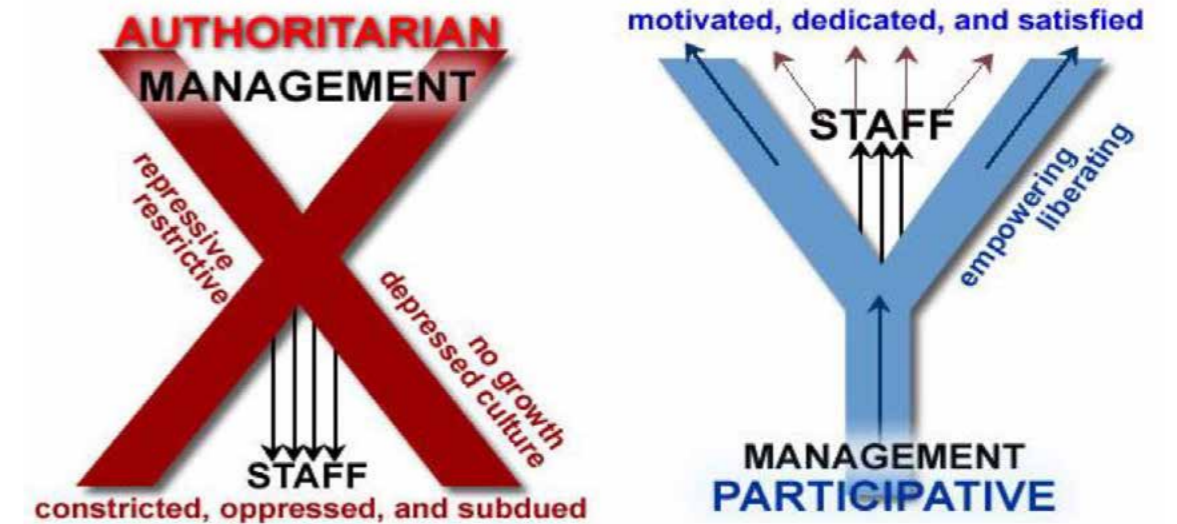 AUTHORITARIAN
MANAGEMENT
repressive
restrictive
no growth
depressed culture
STAFF
constricted, oppressed, and subdued
motivated, dedicated, and satisfied
STAFF
empowering
liberating
MANAGEMENT
PARTICIPATIVE